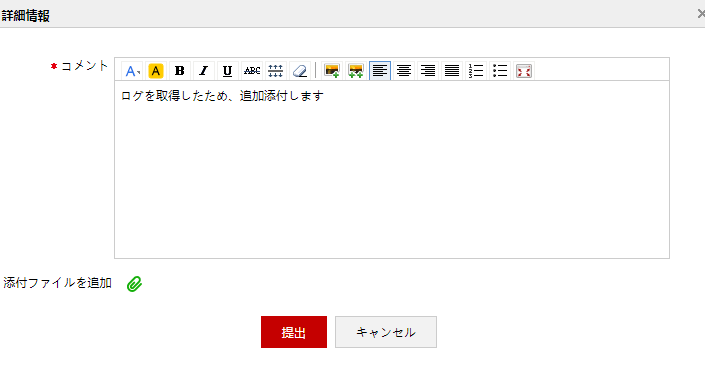 詳細情報
* コメント
A A B I U ABC
ログを取得したため、追加添付します
添付ファイルを追加
提出 キャンセル